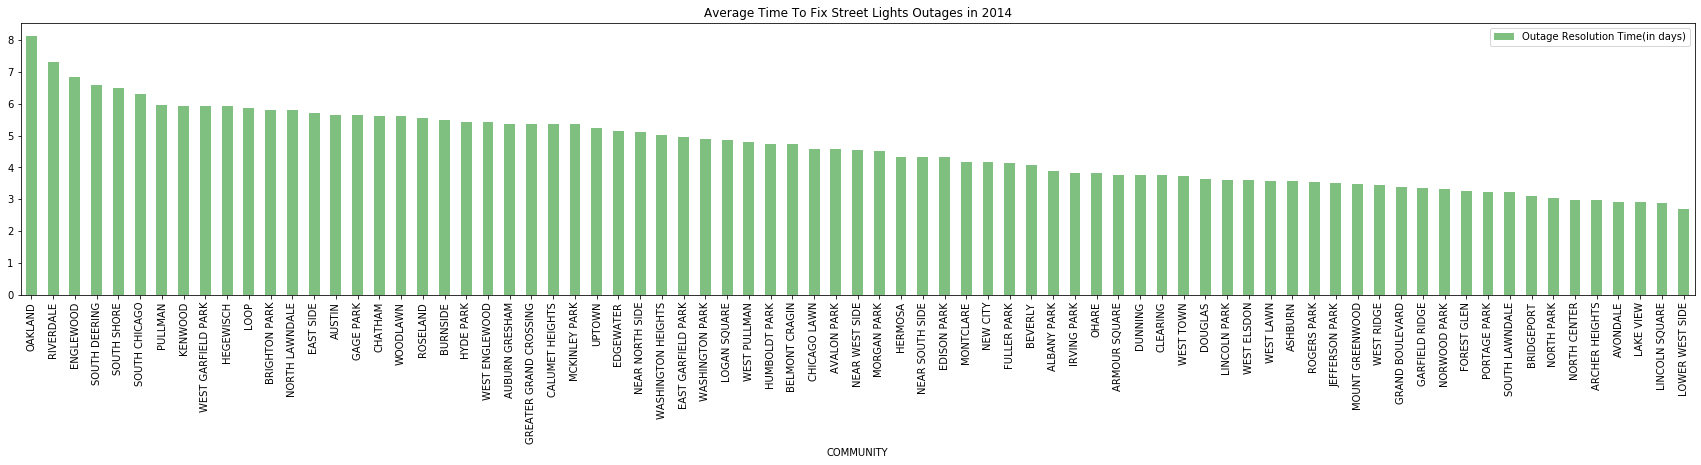 Average Time To Fix Street Lights Outages in 2014
Outage Resolution Time(in days)
8
7
6
5
4
3
2
1
0
OAKLAND
RIVERDALE
ENGLEWOOD
SOUTH DEERING
SOUTH SHORE
SOUTH CHICAGO
PULLMAN
KENWOOD
WEST GARFIELD PARK
HEGEWISCH
LOOP
BRIGHTON PARK
NORTH LAWNDALE
EAST SIDE
AUSTIN
GAGE PARK
CHATHAM
WOODLAWN
ROSELAND
BURNSIDE
HYDE PARK
WEST ENGLEWOOD
AUBURN GRESHAM
GREATER GRAND CROSSING
CALUMET HEIGHTS
MCKINLEY PARK
UPTOWN
EDGEWATER
NEAR NORTH SIDE
WASHINGTON HEIGHTS
EAST GARFIELD PARK
WASHINGTON PARK
LOGAN SQUARE
WEST PULLMAN
HUMBOLDT PARK
BELMONT CRAGIN
CHICAGO LAWN
AVALON PARK
NEAR WEST SIDE
MORGAN PARK
HERMOSA
NEAR SOUTH SIDE
EDISON PARK
MONTCLARE
NEW CITY
FULLER PARK
BEVERLY
ALBANY PARK
IRVING PARK
OHARE
ARMOUR SQUARE
DUNNING
CLEARING
WEST TOWN
DOUGLAS
LINCOLN PARK
WEST ELSDON
WEST LAWN
ASHBURN
ROGERS PARK
JEFFERSON PARK
MOUNT GREENWOOD
WEST RIDGE
GRAND BOULEVARD
GARFIELD RIDGE
NORWOOD PARK
FOREST GLEN
PORTAGE PARK
SOUTH LAWNDALE
BRIDGEPORT
NORTH PARK
NORTH CENTER
ARCHER HEIGHTS
AVONDALE
LAKE VIEW
LINCOLN SQUARE
LOWER WEST SIDE
COMMUNITY